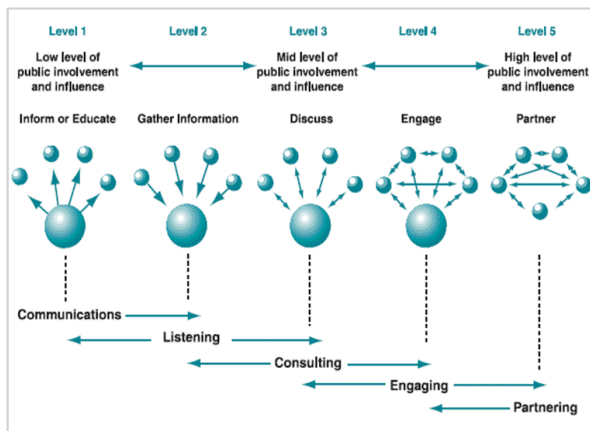 Level 1 Level 2 Level 3 Level 4 Level 5
Low level of
public involvement
and influence
Mid level of
public involvement
and influence
High level of
public involvement
and influence
Inform or Educate Gather Information Discuss Engage Partner
Communications
Listening
Consulting
Engaging
Partnering